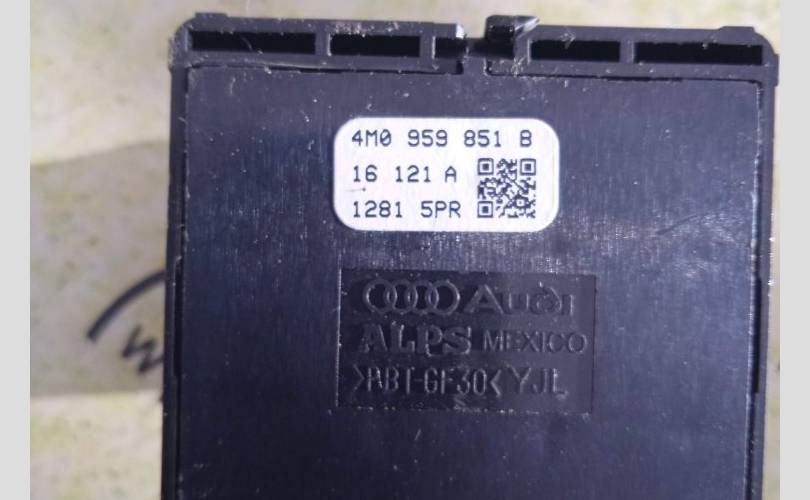 4M0 959 851 B
16 121 A
1281 5PR
Audi
ALPS MEXICO
>PBT-GF30< YJL